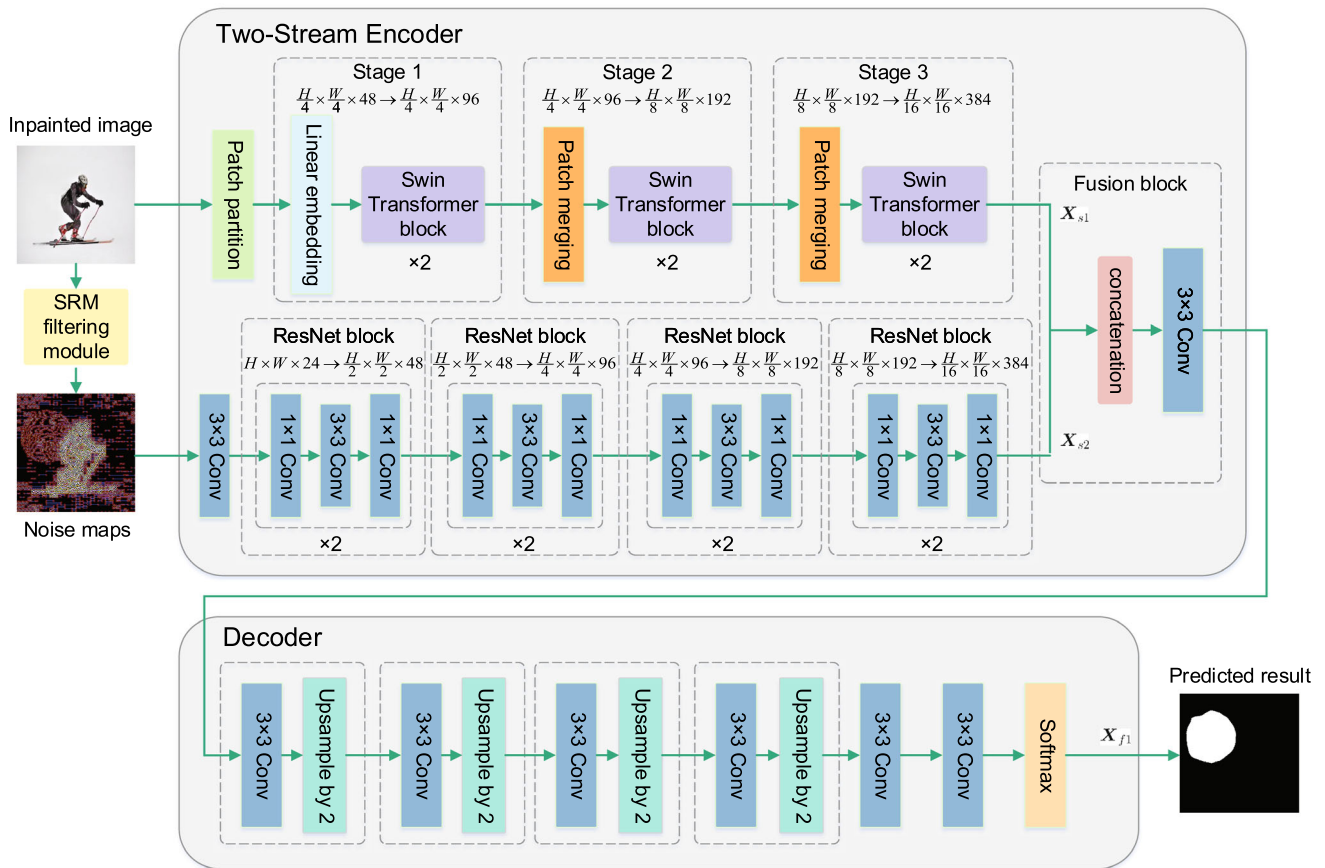 Two-Stream Encoder
Stage 1
H/4 × W/4 × 48 → H/4 × W/4 × 96
Stage 2
H/4 × W/4 × 96 → H/8 × W/8 × 192
Stage 3
H/8 × W/8 × 192 → H/16 × W/16 × 384
Inpainted image
Patch partition
Linear embedding
Swin
Transformer
block
×2
Patch merging
Swin
Transformer
block
×2
Patch merging
Swin
Transformer
block
×2
Fusion block
X_{s1}
concatenation
3×3 Conv
X_{s2}
SRM
filtering
module
Noise maps
3×3 Conv
ResNet block
H × W × 24 → H/2 × W/2 × 48
1×1 Conv
3×3 Conv
1×1 Conv
×2
ResNet block
H/2 × W/2 × 48 → H/4 × W/4 × 96
1×1 Conv
3×3 Conv
1×1 Conv
×2
ResNet block
H/4 × W/4 × 96 → H/8 × W/8 × 192
1×1 Conv
3×3 Conv
1×1 Conv
×2
ResNet block
H/8 × W/8 × 192 → H/16 × W/16 × 384
1×1 Conv
3×3 Conv
1×1 Conv
×2
Decoder
3×3 Conv
Upsample by 2
3×3 Conv
Upsample by 2
3×3 Conv
Upsample by 2
3×3 Conv
Upsample by 2
3×3 Conv
3×3 Conv
Softmax
X_{f1}
Predicted result